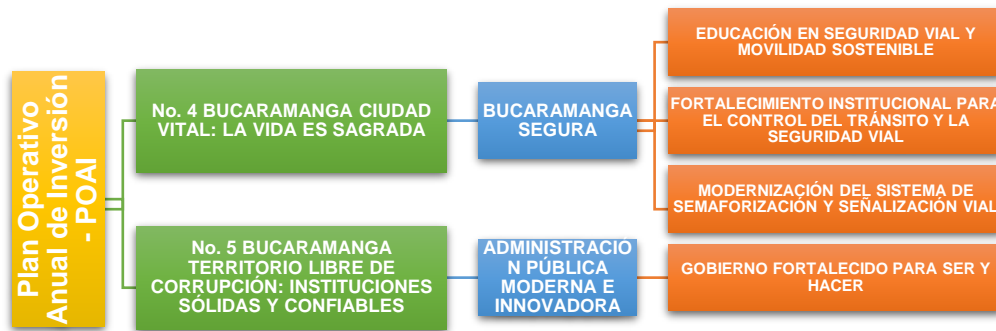 Plan Operativo
Anual de Inversión
- POAI
No. 4 BUCARAMANGA CIUDAD
VITAL: LA VIDA ES SAGRADA
BUCARAMANGA
SEGURA
EDUCACIÓN EN SEGURIDAD VIAL Y
MOVILIDAD SOSTENIBLE
FORTALECIMIENTO INSTITUCIONAL PARA
EL CONTROL DEL TRÁNSITO Y LA
SEGURIDAD VIAL
MODERNIZACIÓN DEL SISTEMA DE
SEMAFORIZACIÓN Y SEÑALIZACIÓN VIAL
No. 5 BUCARAMANGA
TERRITORIO LIBRE DE
CORRUPCIÓN: INSTITUCIONES
SÓLIDAS Y CONFIABLES
ADMINISTRACIÓ
N PÚBLICA
MODERNA E
INNOVADORA
GOBIERNO FORTALECIDO PARA SER Y
HACER